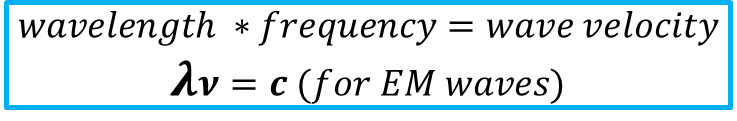 wavelength * frequency = wave velocity
λν = c (for EM waves)